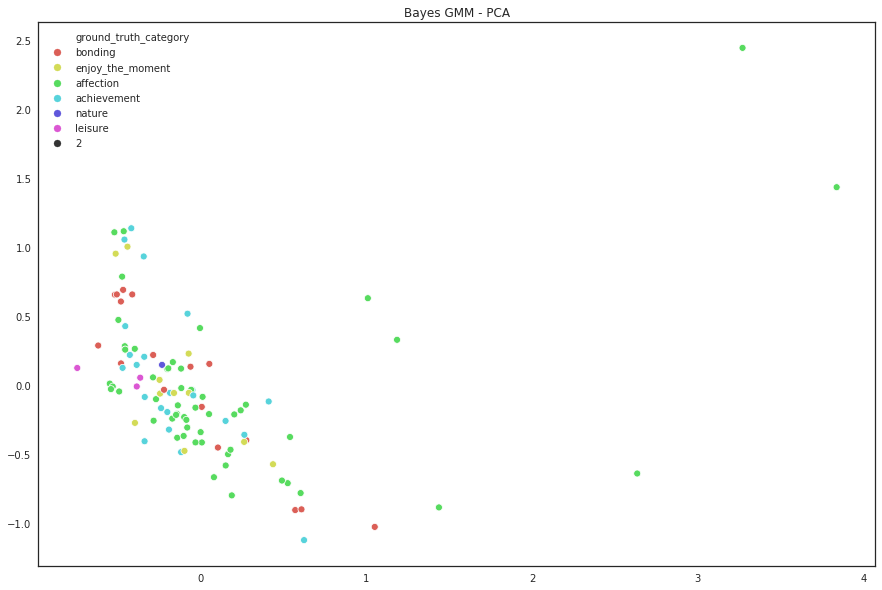 Bayes GMM - PCA
ground_truth_category
bonding
enjoy_the_moment
affection
achievement
nature
leisure
2
2.5
2.0
1.5
1.0
0.5
0.0
−0.5
−1.0
0 1 2 3 4